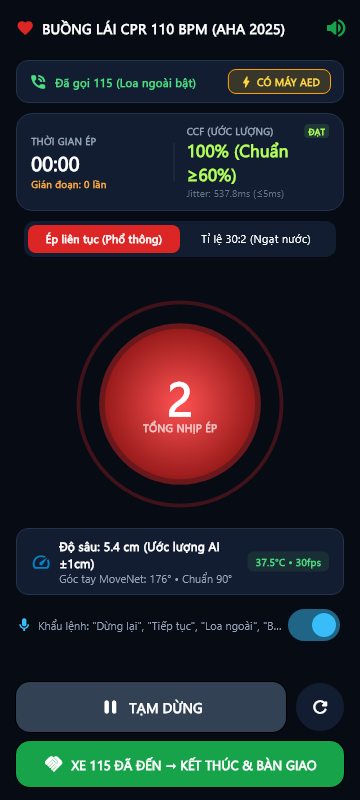 BUỒNG LÁI CPR 110 BPM (AHA 2025)
Đã gọi 115 (Loa ngoài bật)
CÓ MÁY AED
THỜI GIAN ÉP
00:00
Gián đoạn: 0 lần
CCF (ƯỚC LƯỢNG)
ĐẠT
100% (Chuẩn
≥60%)
Jitter: 537.8ms (≤5ms)
Ép liên tục (Phổ thông)
Tỉ lệ 30:2 (Ngạt nước)
2
TỔNG NHỊP ÉP
Độ sâu: 5.4 cm (Ước lượng AI
±1cm)
Góc tay MoveNet: 176° • Chuẩn 90°
37.5°C • 30fps
Khẩu lệnh: "Dừng lại", "Tiếp tục", "Loa ngoài", "B...
TẠM DỪNG
XE 115 ĐÃ ĐẾN → KẾT THÚC & BÀN GIAO